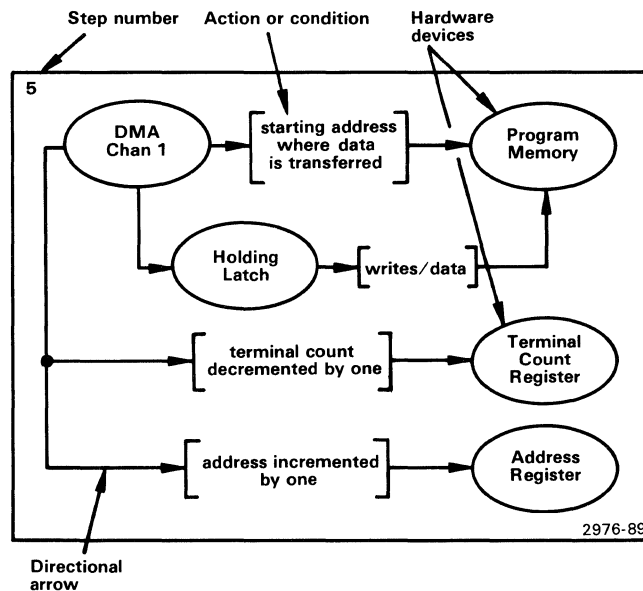 Step number
Action or condition
Hardware
devices
5
DMA
Chan 1
starting address
where data
is transferred
Program
Memory
Holding
Latch
writes/data
terminal count
decremented by one
Terminal
Count
Register
address incremented
by one
Address
Register
2976-89
Directional
arrow